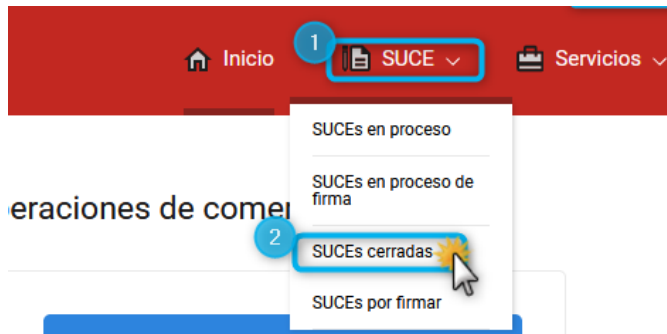 Inicio
1
SUCE
Servicios
SUCEs en proceso
SUCEs en proceso de
firma
eraciones de comer
2
SUCEs cerradas
SUCEs por firmar